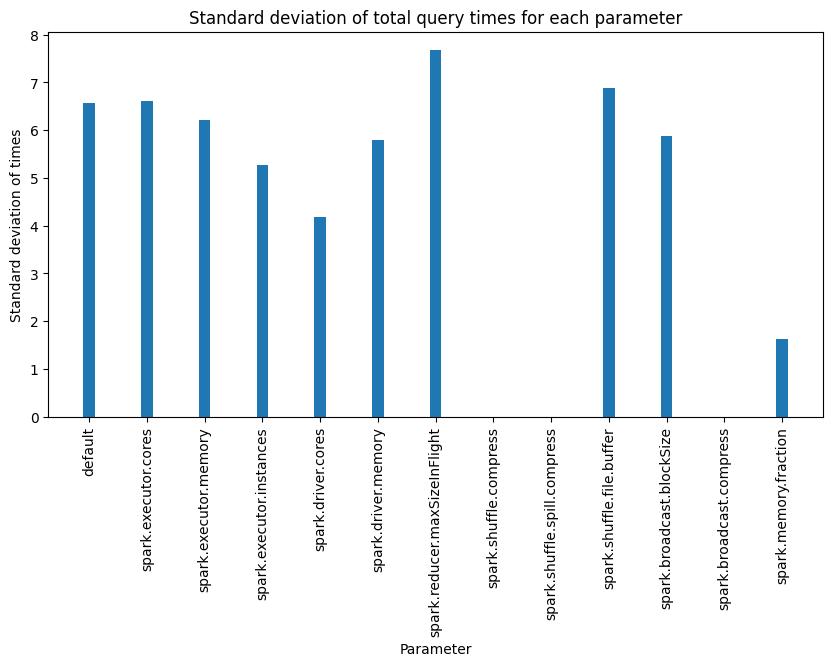 Standard deviation of total query times for each parameter
Standard deviation of times
8
7
6
5
4
3
2
1
0
default
spark.executor.cores
spark.executor.memory
spark.executor.instances
spark.driver.cores
spark.driver.memory
spark.reducer.maxSizeInFlight
spark.shuffle.compress
spark.shuffle.spill.compress
spark.shuffle.file.buffer
spark.broadcast.blockSize
spark.broadcast.compress
spark.memory.fraction
Parameter